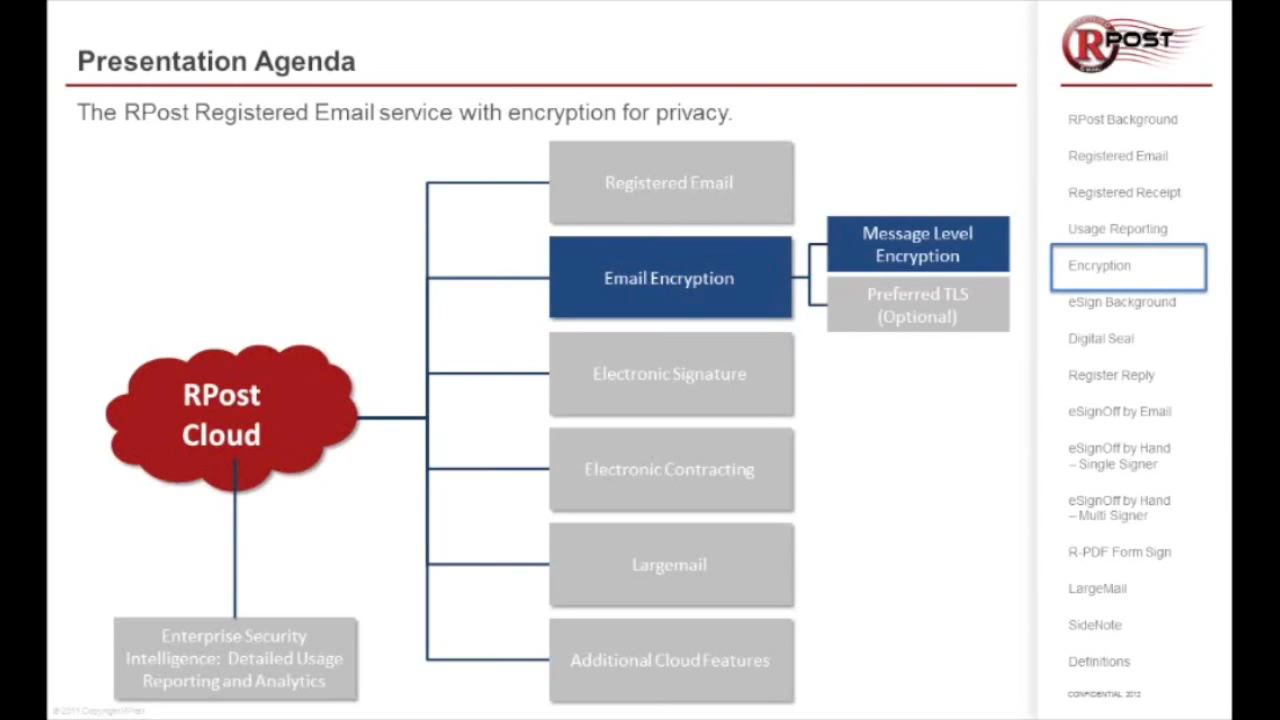 Presentation Agenda
The RPost Registered Email service with encryption for privacy.
Registered Email
Email Encryption
Message Level
Encryption
Preferred TLS
(Optional)
Electronic Signature
RPost
Cloud
Electronic Contracting
Largemail
Enterprise Security
Intelligence: Detailed Usage
Reporting and Analytics
Additional Cloud Features
© 2011 Copyright RPost
RPOST
RPost Background
Registered Email
Registered Receipt
Usage Reporting
Encryption
eSign Background
Digital Seal
Register Reply
eSignOff by Email
eSignOff by Hand
– Single Signer
eSignOff by Hand
– Multi Signer
R-PDF Form Sign
LargeMail
SideNote
Definitions
CONFIDENTIAL 2012